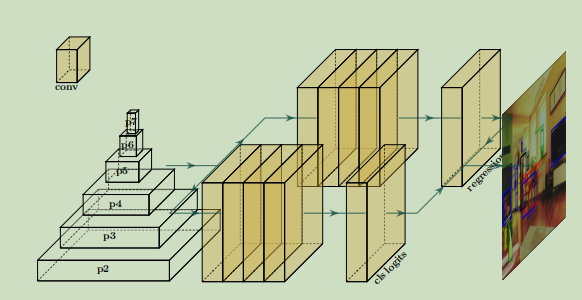 conv
p7
p6
p5
p4
p3
p2
cls logits
regression